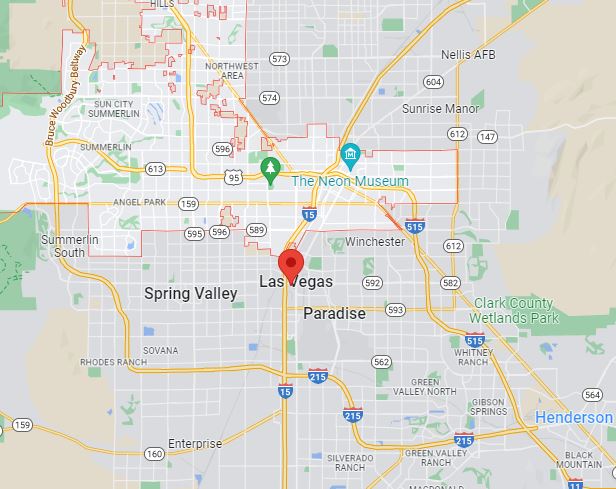 HILLS
Nellis AFB
573
NORTHWEST
AREA
604
574
Bruce Woodbury Beltway
SUN CITY
SUMMERLIN
Sunrise Manor
612
147
SUMMERLIN
596
613
95
The Neon Museum
ANGEL PARK
159
15
515
595
596
589
Summerlin
South
Winchester
612
Las Vegas
592
582
Spring Valley
Paradise
593
Clark County
Wetlands Park
515
SOVANA
RHODES RANCH
562
WHITNEY
RANCH
215
15
GREEN
VALLEY NORTH
564
GIBSON
SPRINGS
215
159
Henderson
Enterprise
215
160
SILVERADO
RANCH
GREEN
VALLEY RANCH
BLACK
MOUNTAIN
11
MACDONALD